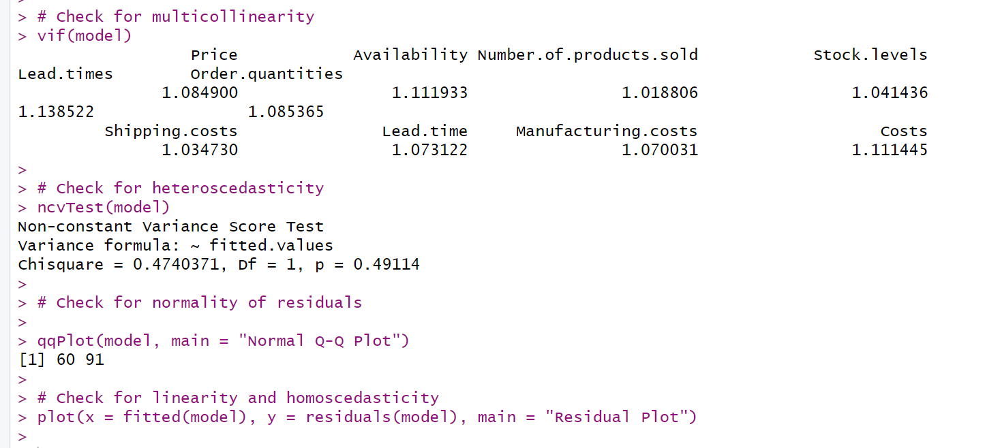 >
> # Check for multicollinearity
> vif(model)
Price Availability Number.of.products.sold Stock.levels
Lead.times Order.quantities
1.084900 1.111933 1.018806 1.041436
1.138522 1.085365
Shipping.costs Lead.time Manufacturing.costs Costs
1.034730 1.073122 1.070031 1.111445
>
> # Check for heteroscedasticity
> ncvTest(model)
Non-constant Variance Score Test
Variance formula: ~ fitted.values
Chisquare = 0.4740371, Df = 1, p = 0.49114
>
> # Check for normality of residuals
>
> qqPlot(model, main = "Normal Q-Q Plot")
[1] 60 91
>
> # Check for linearity and homoscedasticity
> plot(x = fitted(model), y = residuals(model), main = "Residual Plot")
>